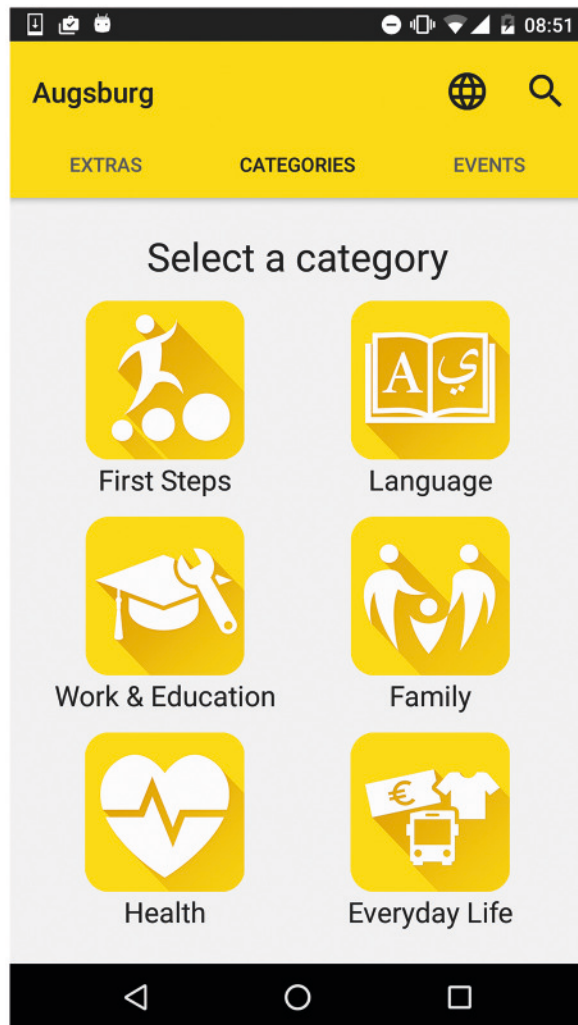 08:51
Augsburg
EXTRAS CATEGORIES EVENTS
Select a category
A ي
First Steps Language
Work & Education Family
€
Health Everyday Life